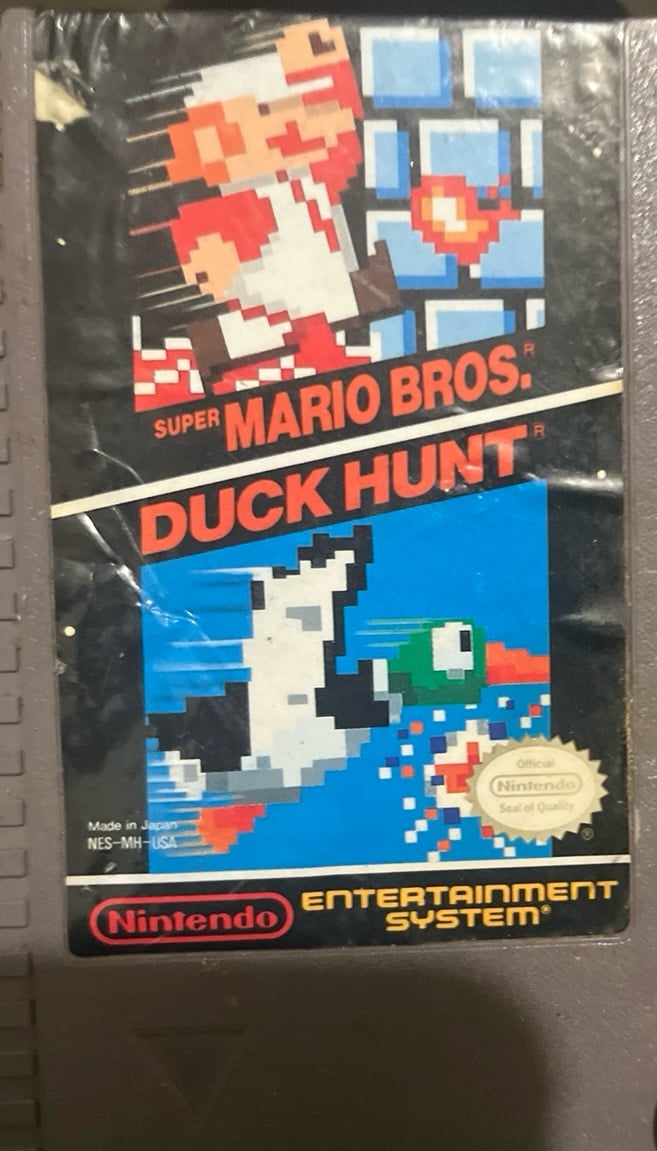 SUPER MARIO BROS.®
DUCK HUNT®
Official
Nintendo
Seal of Quality
®
Made in Japan
NES-MH-USA
Nintendo
ENTERTAINMENT
SYSTEM®